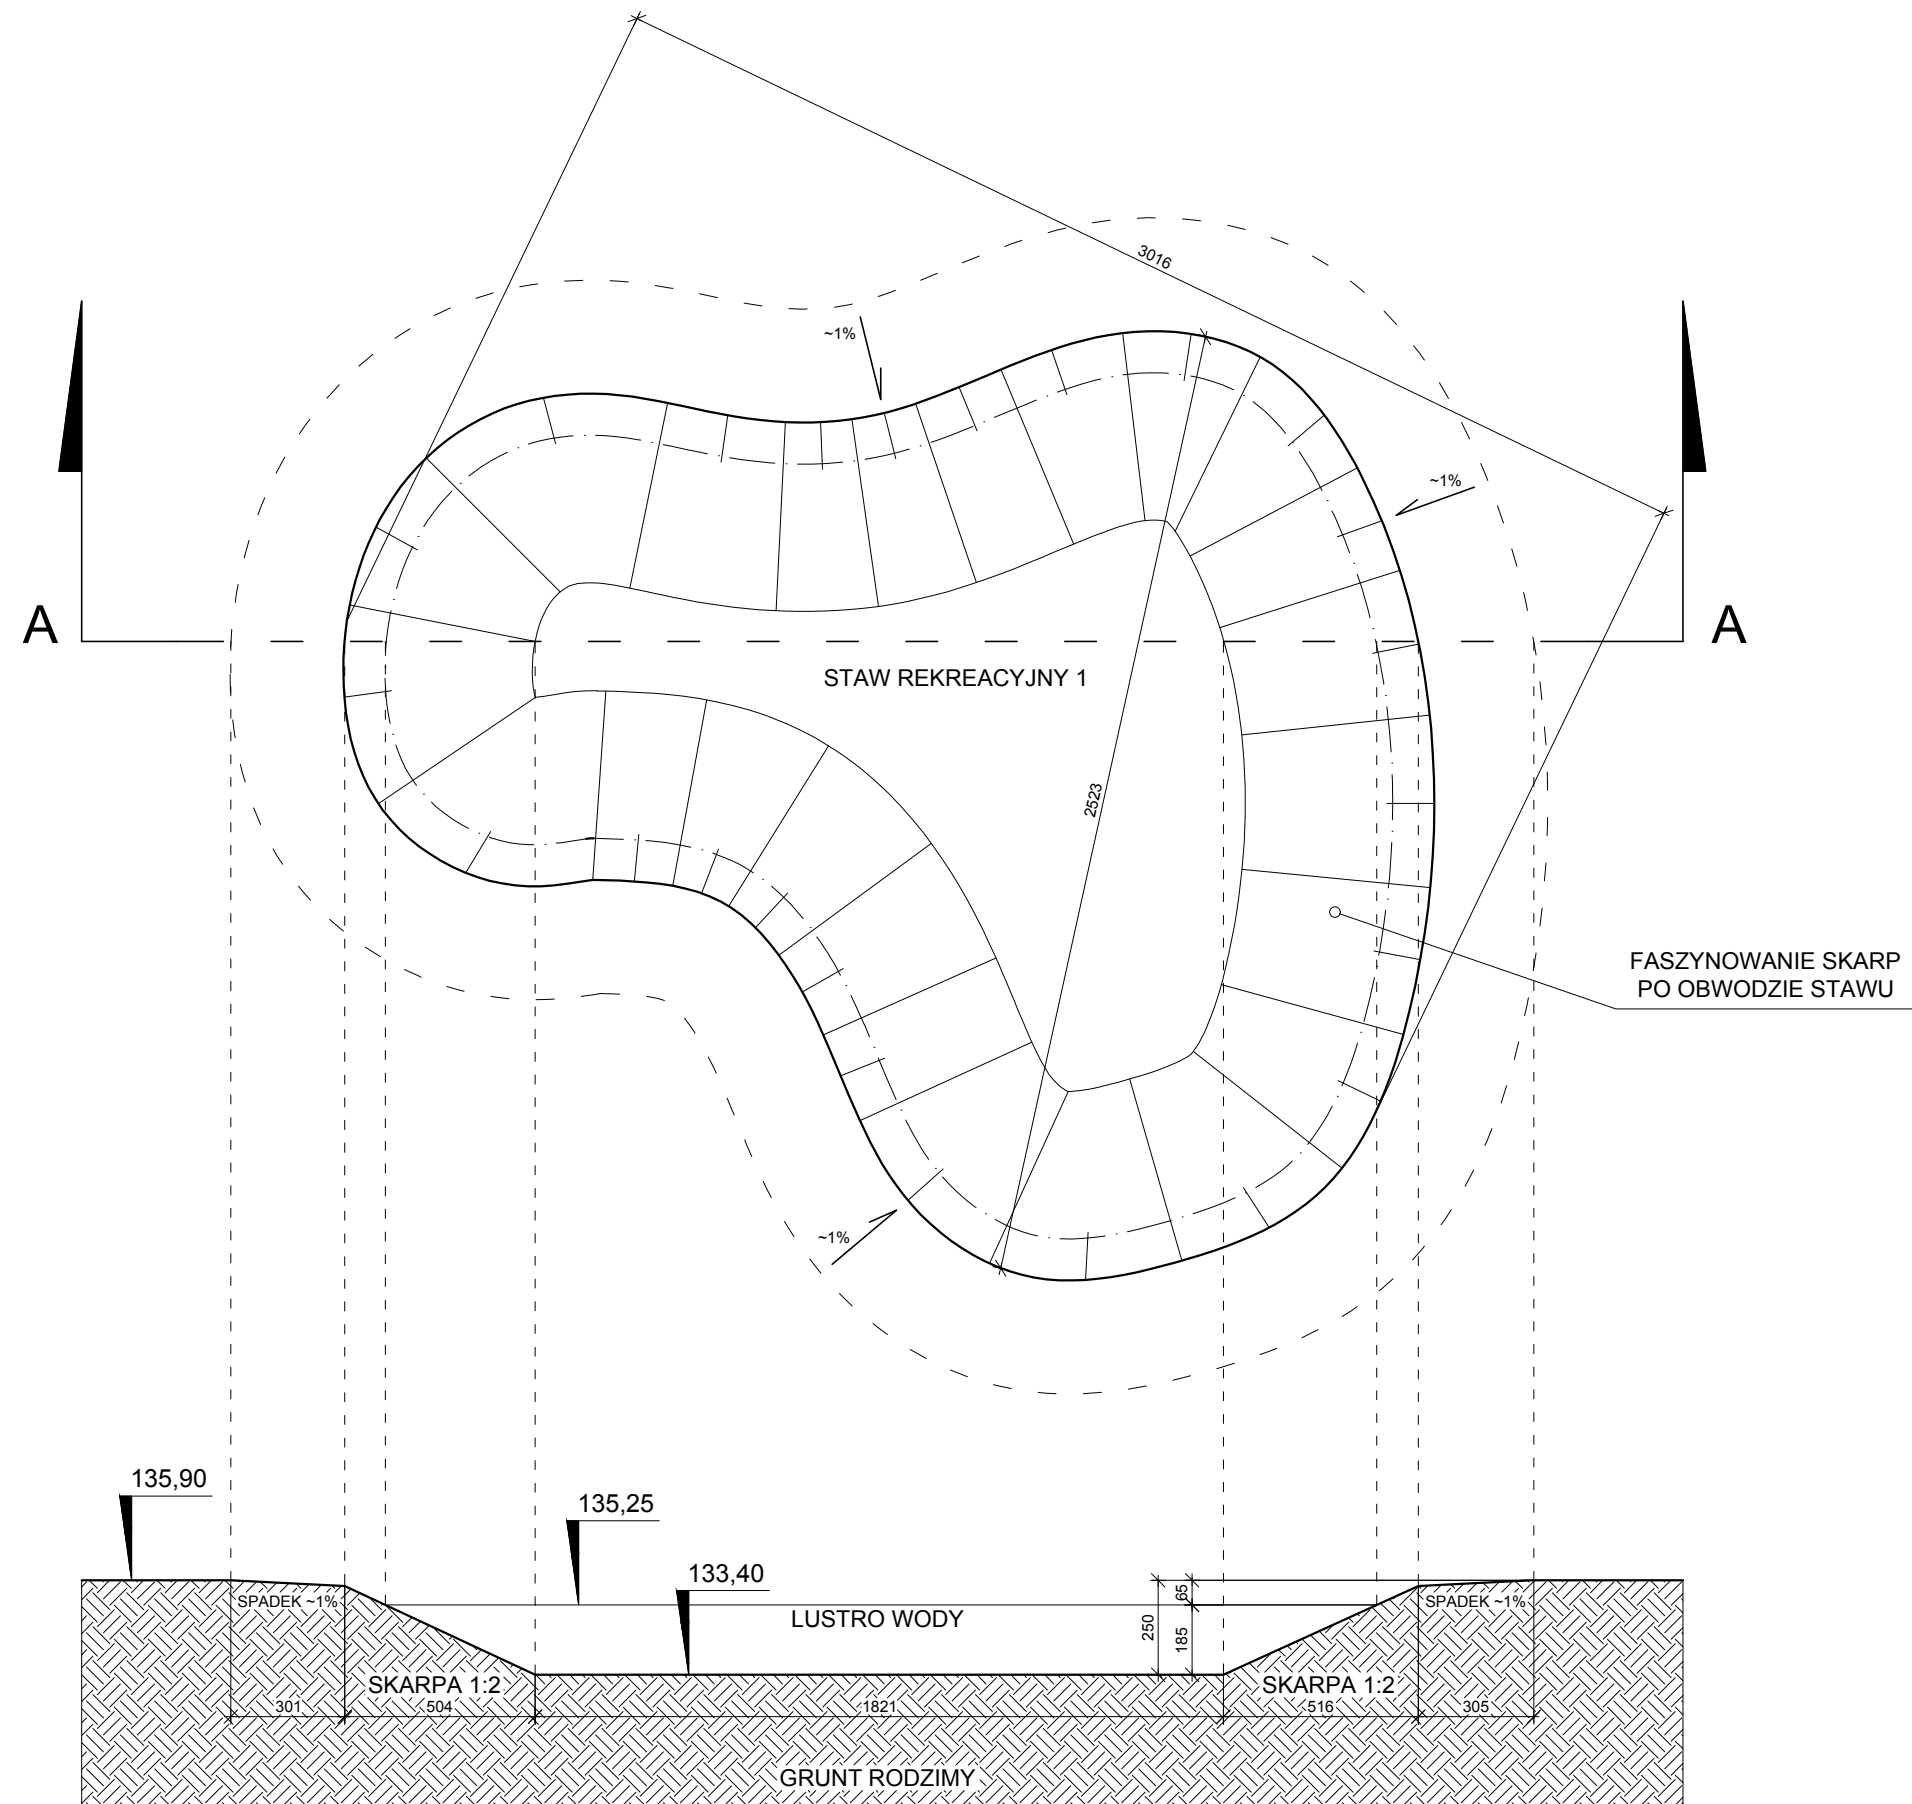 3016
~1%
~1%
A
A
STAW REKREACYJNY 1
2523
FASZYNOWANIE SKARP
PO OBWODZIE STAWU
~1%
135,90
135,25
133,40
SPADEK ~1%
LUSTRO WODY
250
65
185
SPADEK ~1%
SKARPA 1:2
SKARPA 1:2
301
504
1821
516
305
GRUNT RODZIMY